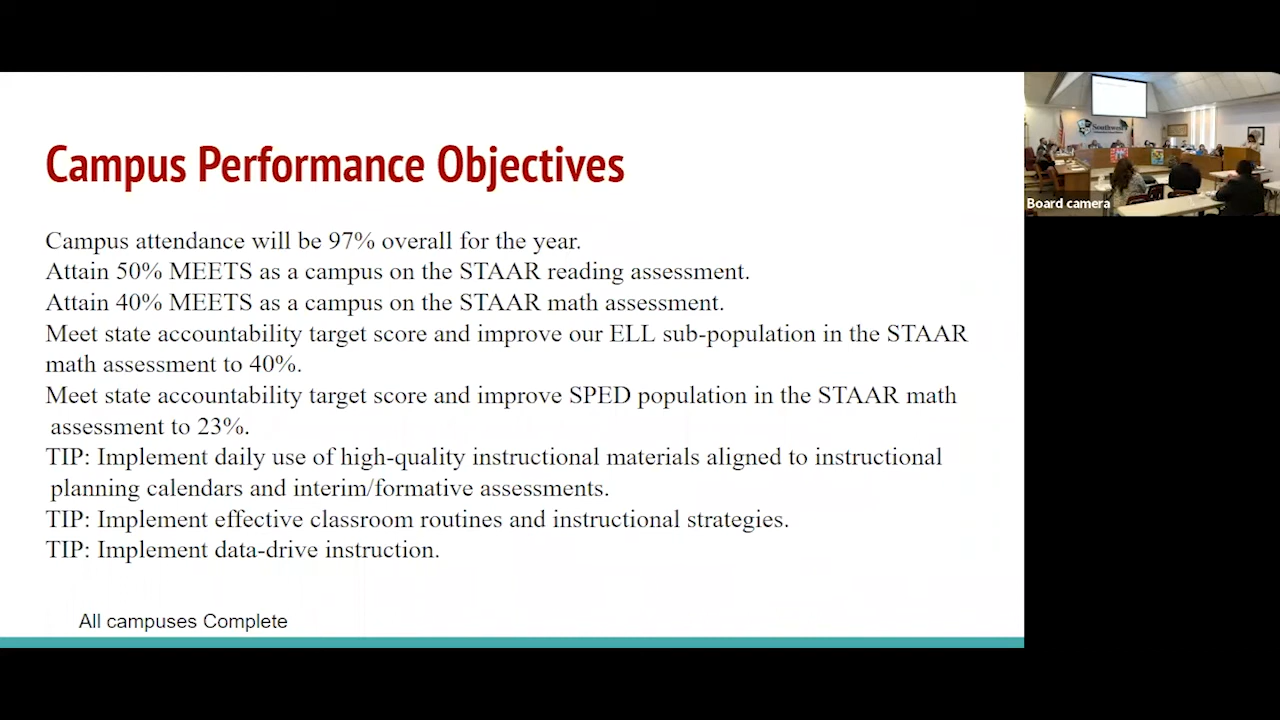 Campus Performance Objectives
Campus attendance will be 97% overall for the year.
Attain 50% MEETS as a campus on the STAAR reading assessment.
Attain 40% MEETS as a campus on the STAAR math assessment.
Meet state accountability target score and improve our ELL sub-population in the STAAR
math assessment to 40%.
Meet state accountability target score and improve SPED population in the STAAR math
assessment to 23%.
TIP: Implement daily use of high-quality instructional materials aligned to instructional
planning calendars and interim/formative assessments.
TIP: Implement effective classroom routines and instructional strategies.
TIP: Implement data-drive instruction.
All campuses Complete
Southwest
Board camera